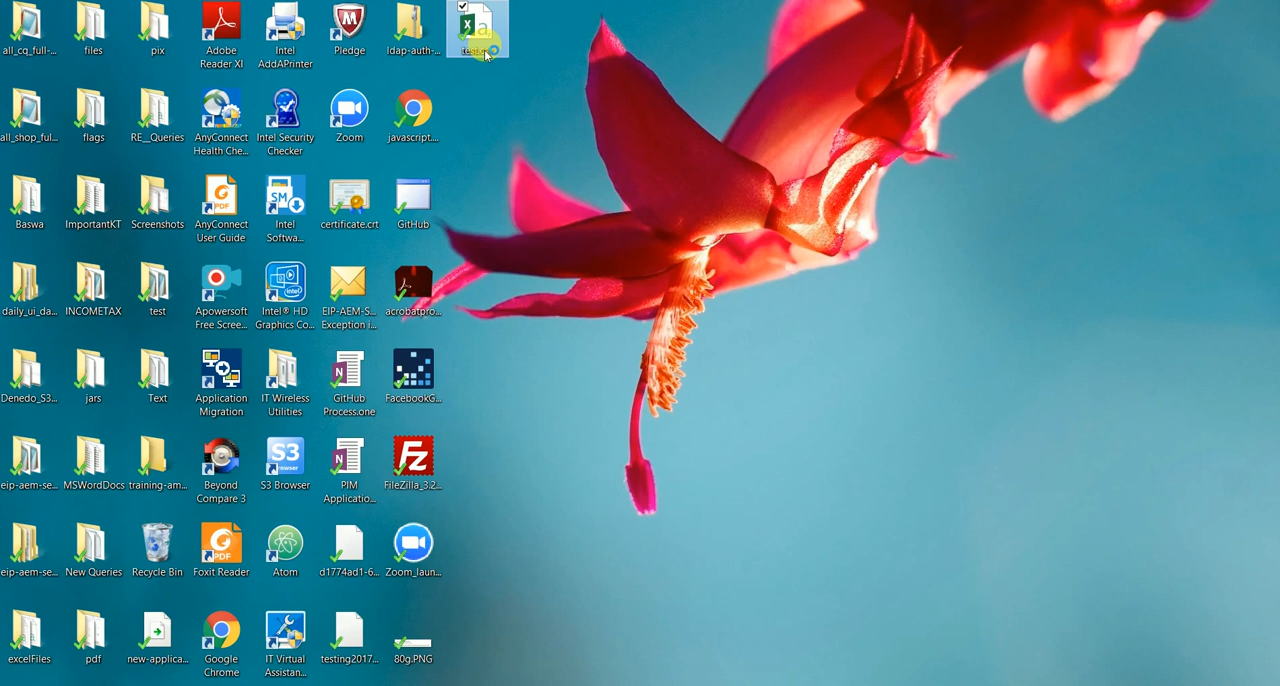 all_cq_full-...
files
pix
Adobe
Reader XI
Intel
AddAPrinter
Pledge
ldap-auth-...
all_shop_ful...
flags
RE__Queries
AnyConnect
Health Che...
Intel Security
Checker
Zoom
javascript...
Baswa
ImportantKT
Screenshots
AnyConnect
User Guide
Intel
Softwa...
certificate.crt
GitHub
daily_ui_da...
INCOMETAX
test
Apowersoft
Free Scree...
Intel® HD
Graphics Co...
EIP-AEM-S...
Exception i...
acrobatpro...
Denedo_S3...
jars
Text
Application
Migration
IT Wireless
Utilities
GitHub
Process.one
FacebookG...
eip-aem-se...
MSWordDocs
training-am...
Beyond
Compare 3
S3 Browser
PIM
Applicatio...
FileZilla_3.2...
eip-aem-se...
New Queries
Recycle Bin
Foxit Reader
Atom
d1774ad1-6...
Zoom_laun...
excelFiles
pdf
new-applica...
Google
Chrome
IT Virtual
Assistan...
testing2017...
80g.PNG